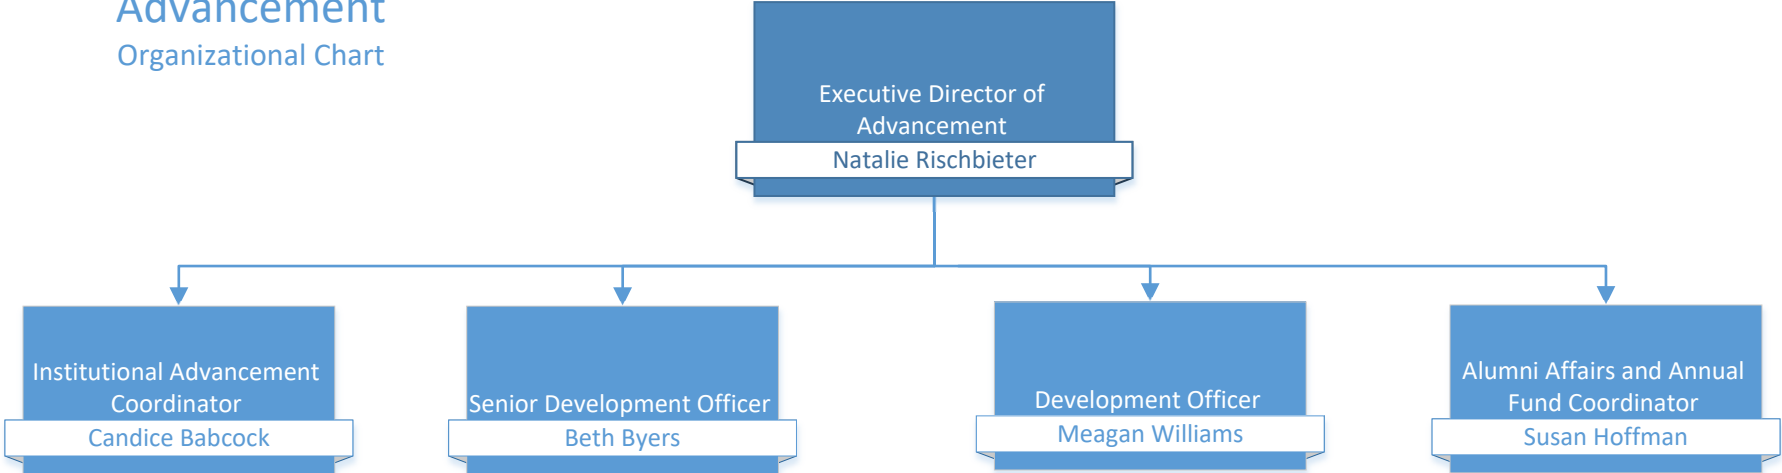 Advancement
Organizational Chart
Executive Director of
Advancement
Natalie Rischbieter
Institutional Advancement
Coordinator
Candice Babcock
Senior Development Officer
Beth Byers
Development Officer
Meagan Williams
Alumni Affairs and Annual
Fund Coordinator
Susan Hoffman